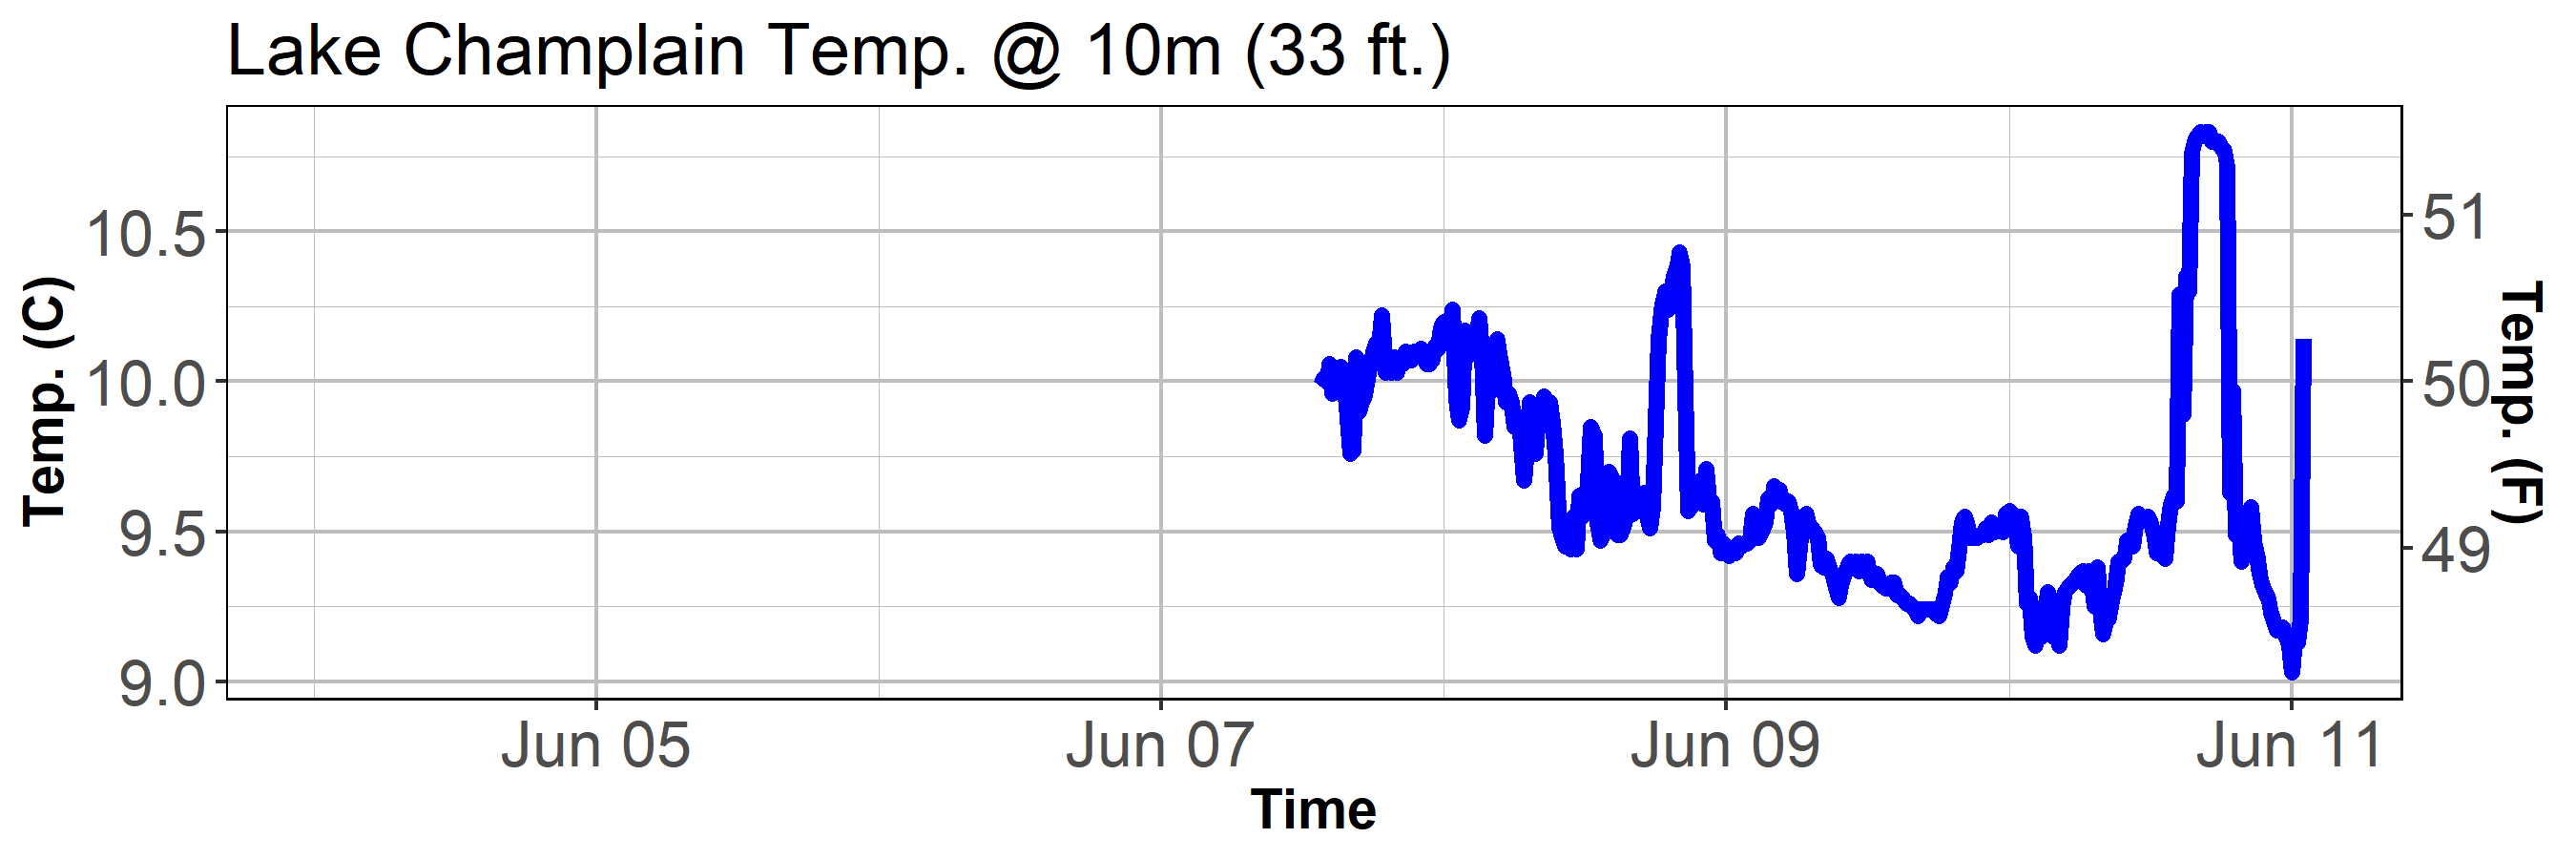 Lake Champlain Temp. @ 10m (33 ft.)
Temp. (C)
10.5
10.0
9.5
9.0
51
50
49
Temp. (F)
Jun 05
Jun 07
Jun 09
Jun 11
Time